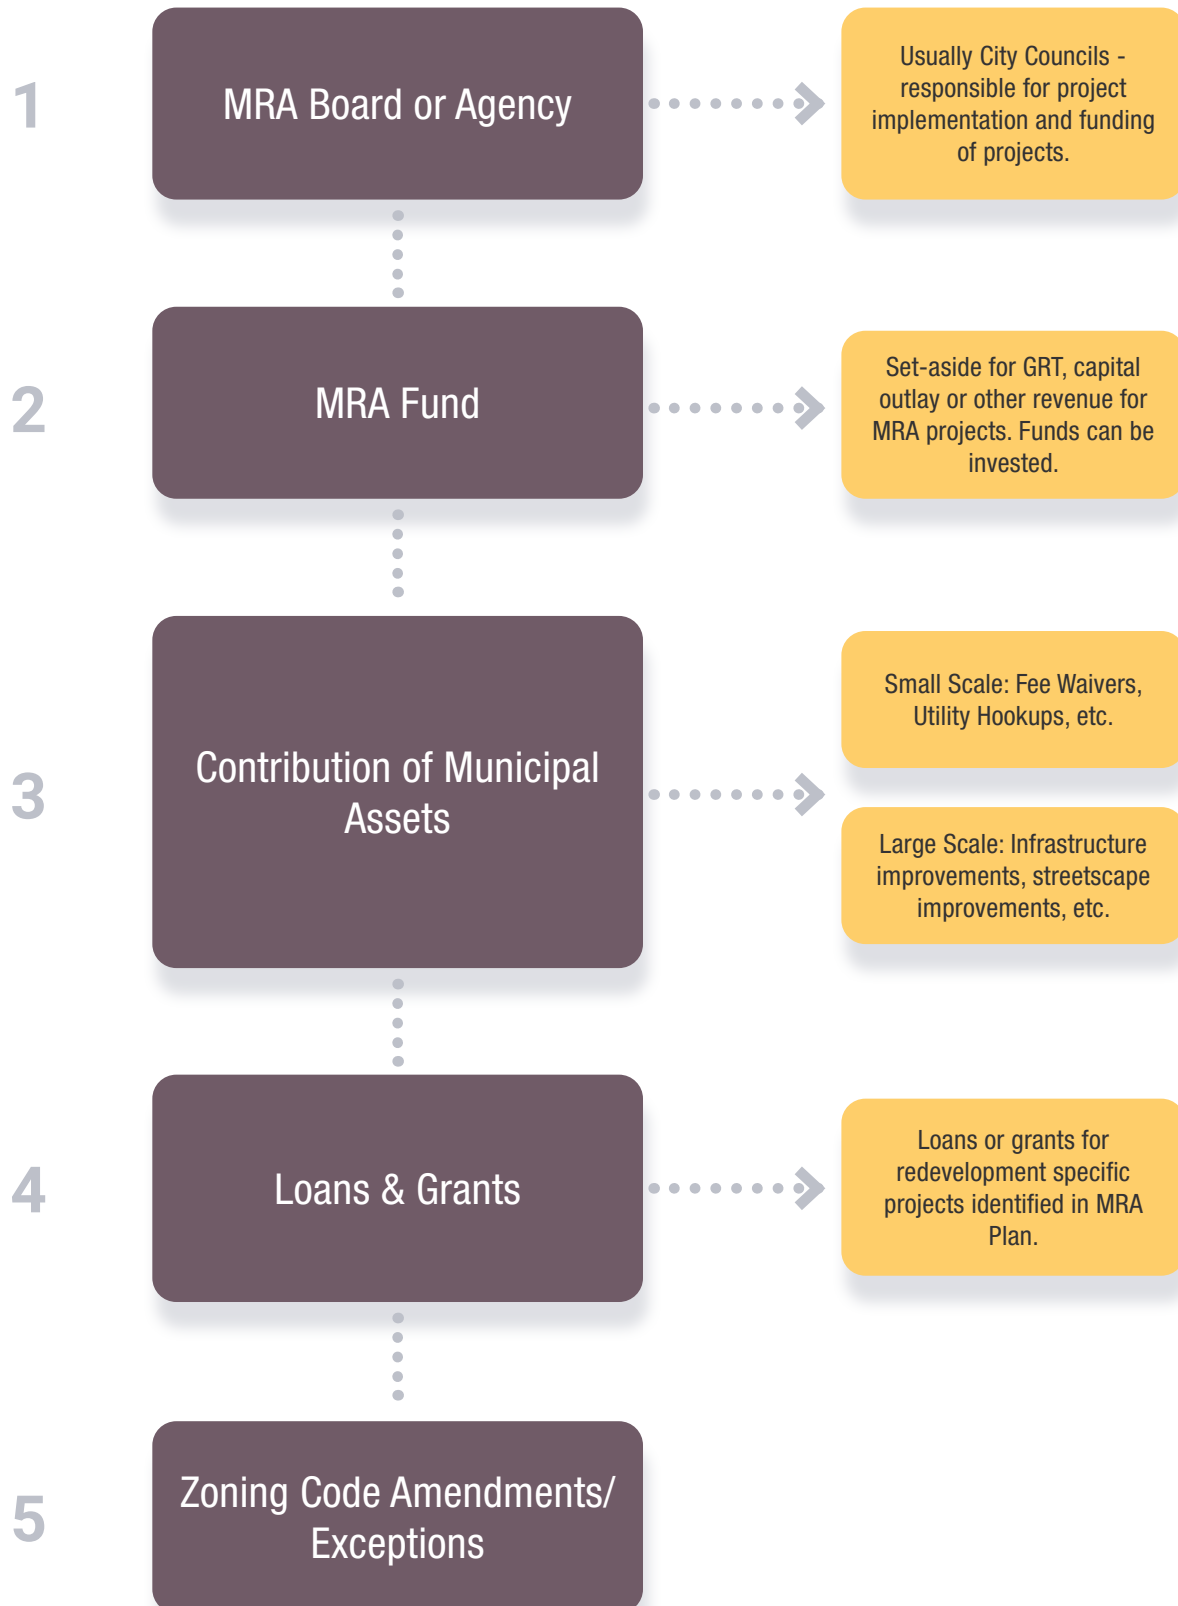 1
MRA Board or Agency
Usually City Councils -
responsible for project
implementation and funding
of projects.
2
MRA Fund
Set-aside for GRT, capital
outlay or other revenue for
MRA projects. Funds can be
invested.
3
Contribution of Municipal
Assets
Small Scale: Fee Waivers,
Utility Hookups, etc.
Large Scale: Infrastructure
improvements, streetscape
improvements, etc.
4
Loans & Grants
Loans or grants for
redevelopment specific
projects identified in MRA
Plan.
5
Zoning Code Amendments/
Exceptions